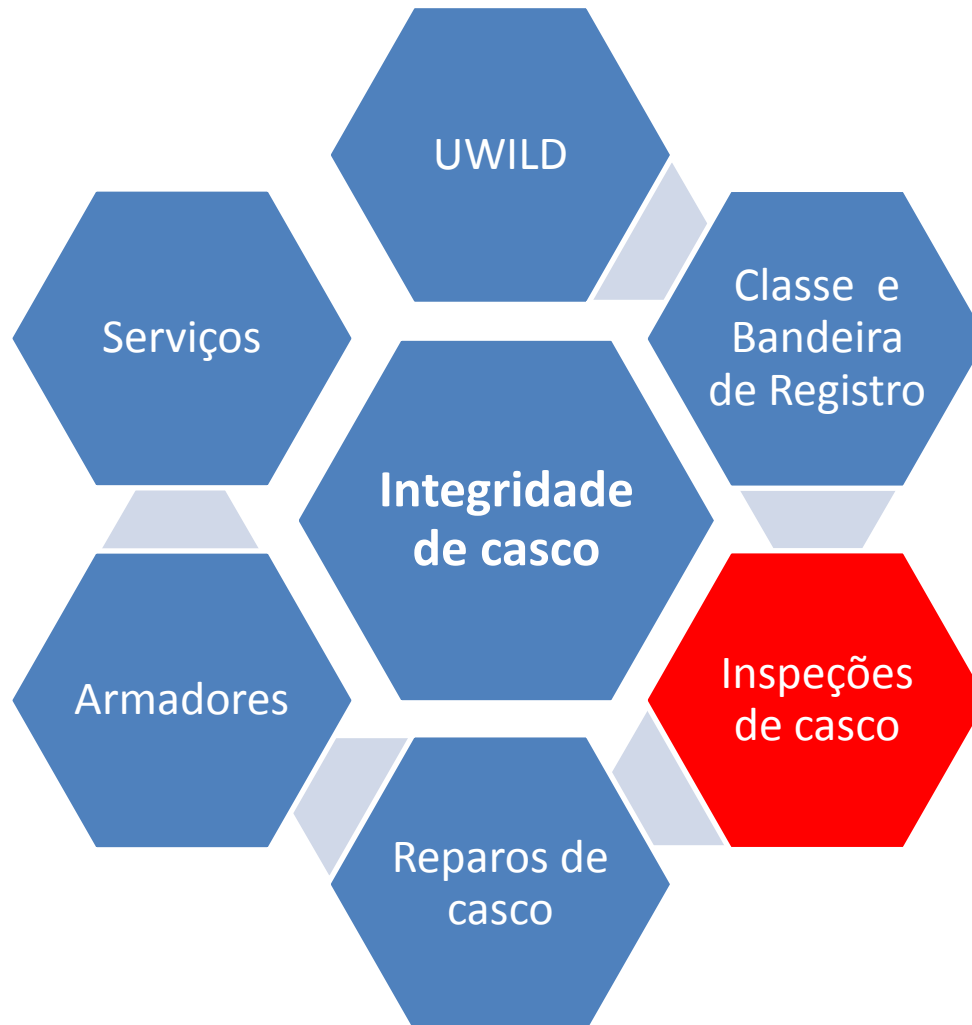 UWILD
Classe e
Bandeira
de Registro
Serviços
Integridade
de casco
Inspeções
de casco
Armadores
Reparos de
casco